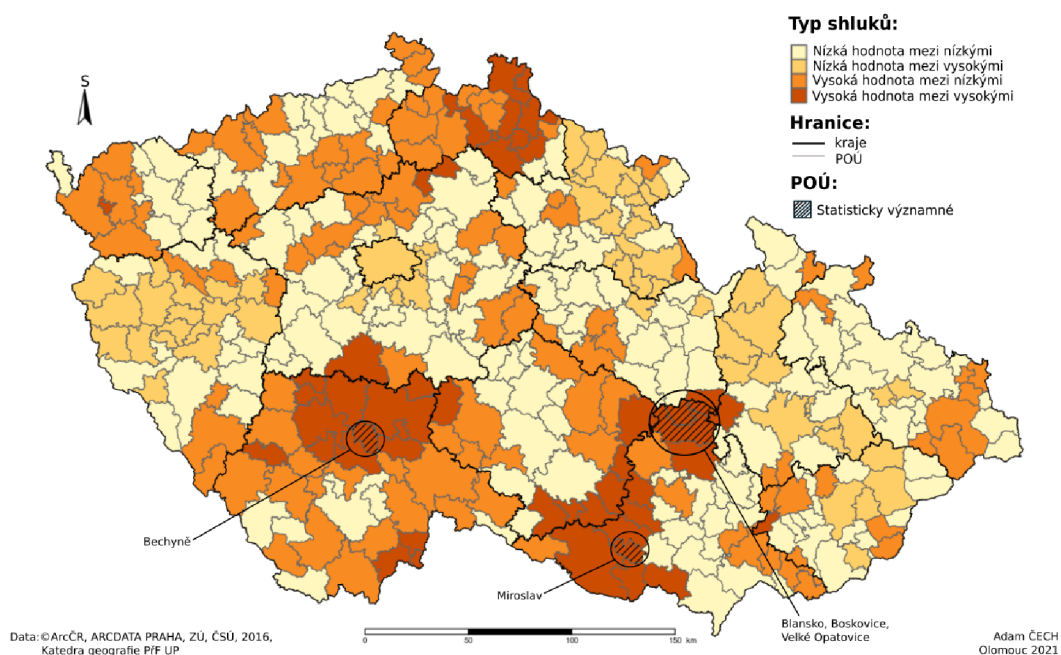 Typ shluků:
Nízká hodnota mezi nízkými
Nízká hodnota mezi vysokými
Vysoká hodnota mezi nízkými
Vysoká hodnota mezi vysokými
S
Hranice:
kraje
POÚ
POÚ:
Statisticky významné
Bechyně
Miroslav
Blansko, Boskovice,
Velké Opatovice
Data:©ArcČR, ARCDATA PRAHA, ZÚ, ČSÚ, 2016,
Katedra geografie PřF UP
0 50 100 150 km
Adam ČECH
Olomouc 2021